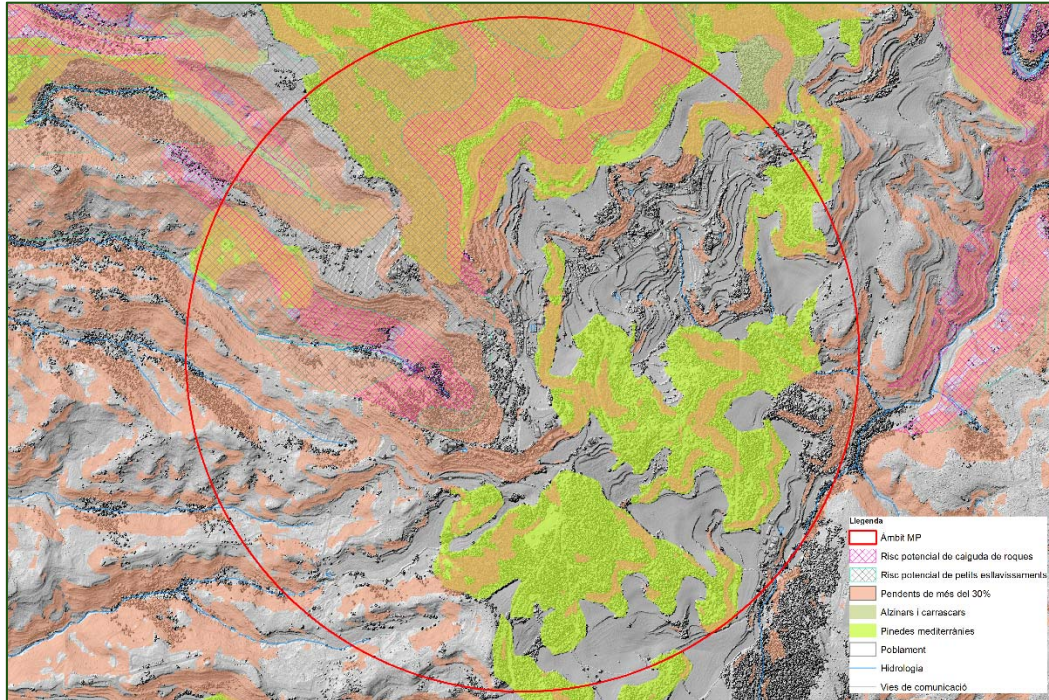 Llegenda
Àmbit MP
Risc potencial de caiguda de roques
Risc potencial de petits esllavissaments
Pendents de més del 30%
Alzinars i carrascars
Pinedes mediterrànies
Poblament
Hidrologia
Vies de comunicació